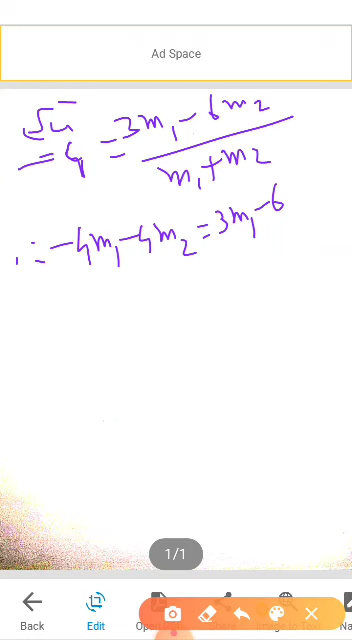 Ad Space
= 4 = 3m₁ - 6m₂ / m₁ + m2
∴ -4m₁ - 4m₂ = 3m₁ - 6
1/1
Back
Edit